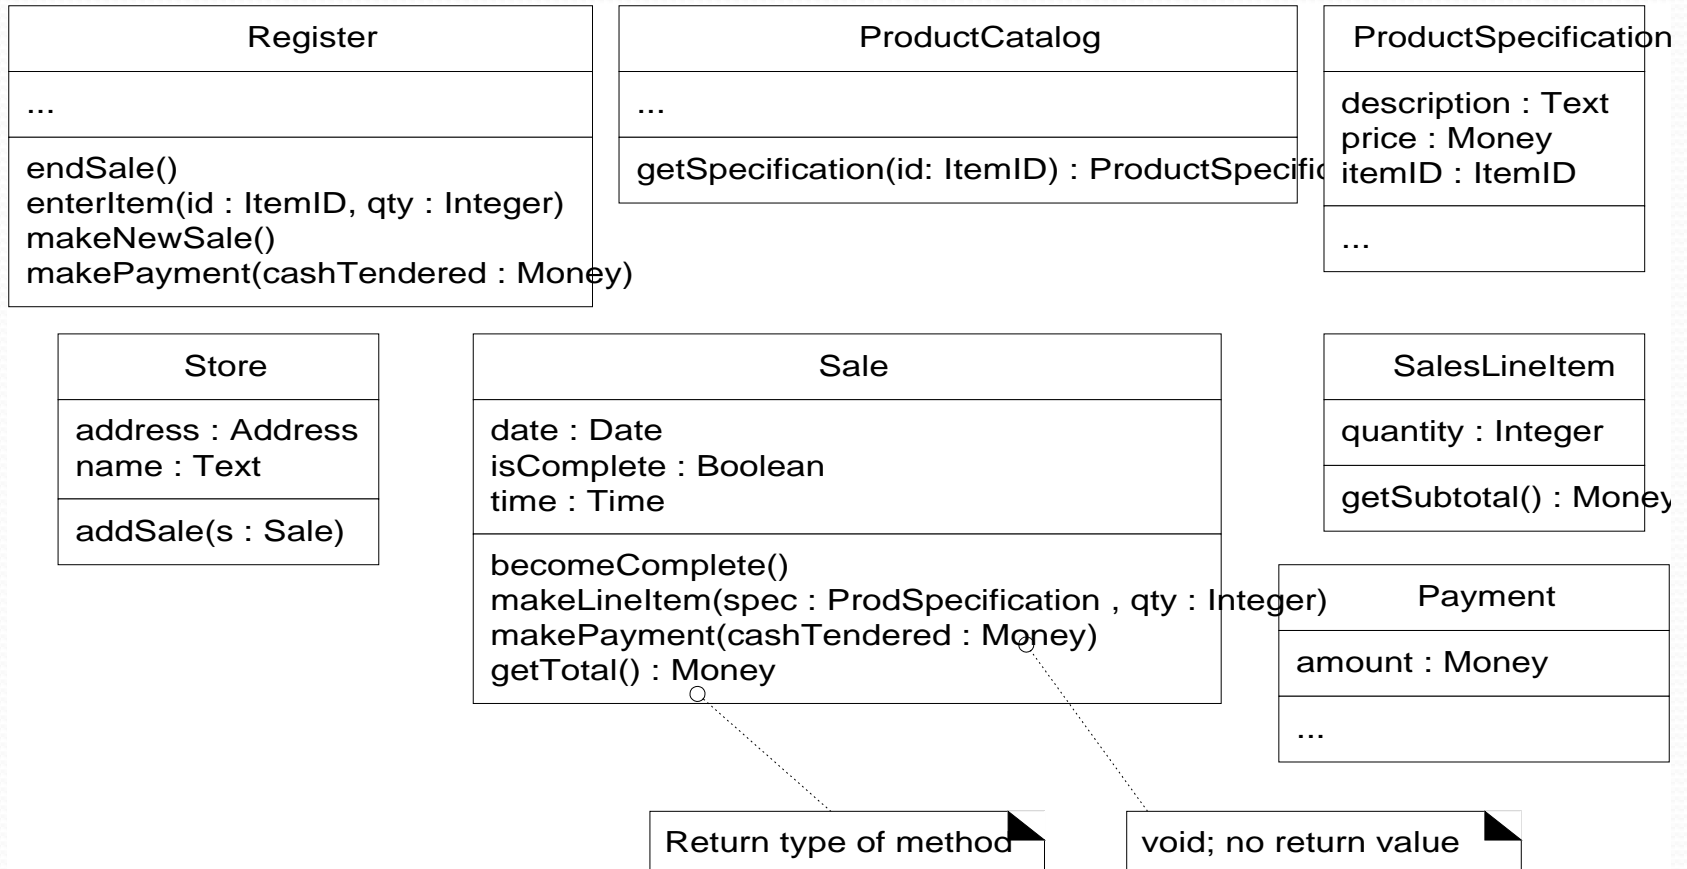 Register
...
endSale()
enterItem(id : ItemID, qty : Integer)
makeNewSale()
makePayment(cashTendered : Money)
ProductCatalog
...
getSpecification(id: ItemID) : ProductSpecific
ProductSpecification
description : Text
price : Money
itemID : ItemID
...
Store
address : Address
name : Text
addSale(s : Sale)
Sale
date : Date
isComplete : Boolean
time : Time
becomeComplete()
makeLineItem(spec : ProdSpecification , qty : Integer)
makePayment(cashTendered : Money)
getTotal() : Money
SalesLineItem
quantity : Integer
getSubtotal() : Money
Payment
amount : Money
...
Return type of method
void; no return value